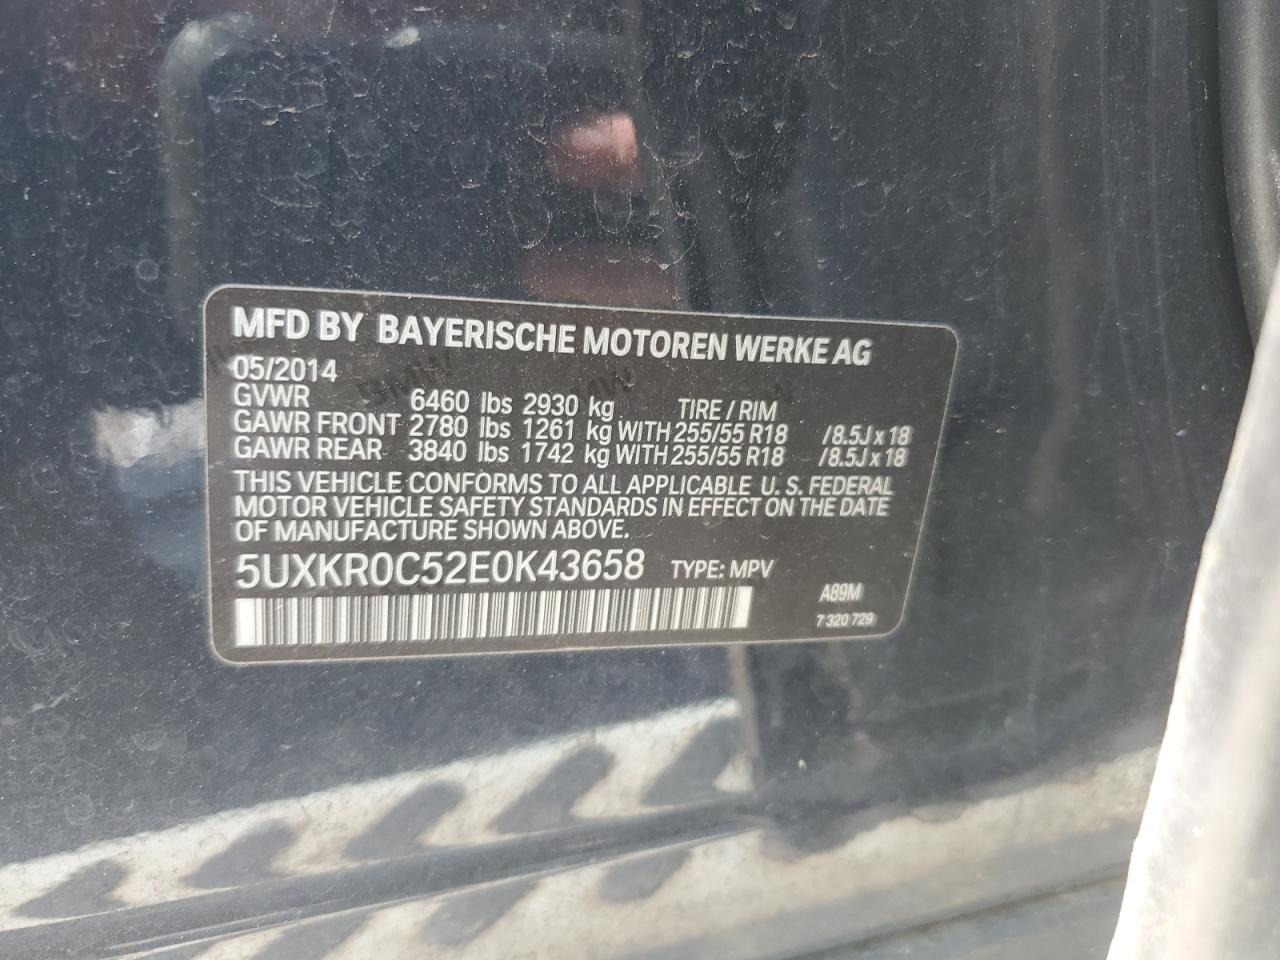 MFD BY BAYERISCHE MOTOREN WERKE AG
05/2014
GVWR 6460 lbs 2930 kg TIRE / RIM
GAWR FRONT 2780 lbs 1261 kg WITH 255/55 R18 /8.5J x 18
GAWR REAR 3840 lbs 1742 kg WITH 255/55 R18 /8.5J x 18
THIS VEHICLE CONFORMS TO ALL APPLICABLE U. S. FEDERAL
MOTOR VEHICLE SAFETY STANDARDS IN EFFECT ON THE DATE
OF MANUFACTURE SHOWN ABOVE.
5UXKR0C52E0K43658 TYPE: MPV
A89M
7 320 729